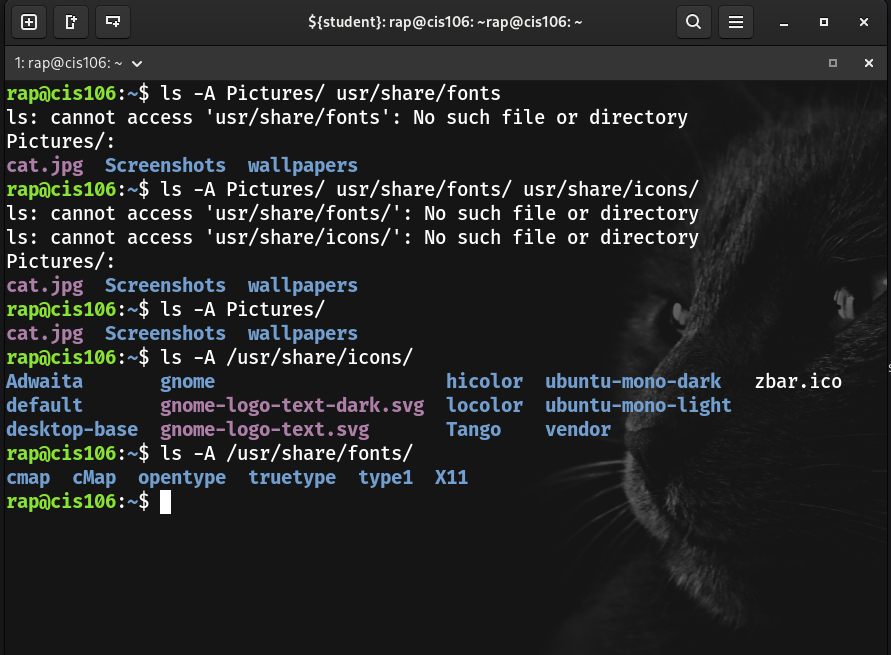 ${student}: rap@cis106: ~rap@cis106: ~
1: rap@cis106: ~
rap@cis106:~$ ls -A Pictures/ usr/share/fonts
ls: cannot access 'usr/share/fonts': No such file or directory
Pictures/:
cat.jpg  Screenshots  wallpapers
rap@cis106:~$ ls -A Pictures/ usr/share/fonts/ usr/share/icons/
ls: cannot access 'usr/share/fonts/': No such file or directory
ls: cannot access 'usr/share/icons/': No such file or directory
Pictures/:
cat.jpg  Screenshots  wallpapers
rap@cis106:~$ ls -A Pictures/
cat.jpg  Screenshots  wallpapers
rap@cis106:~$ ls -A /usr/share/icons/
Adwaita       gnome                     hicolor  ubuntu-mono-dark   zbar.ico
default       gnome-logo-text-dark.svg  locolor  ubuntu-mono-light
desktop-base  gnome-logo-text.svg       Tango    vendor
rap@cis106:~$ ls -A /usr/share/fonts/
cmap  cMap  opentype  truetype  type1  X11
rap@cis106:~$